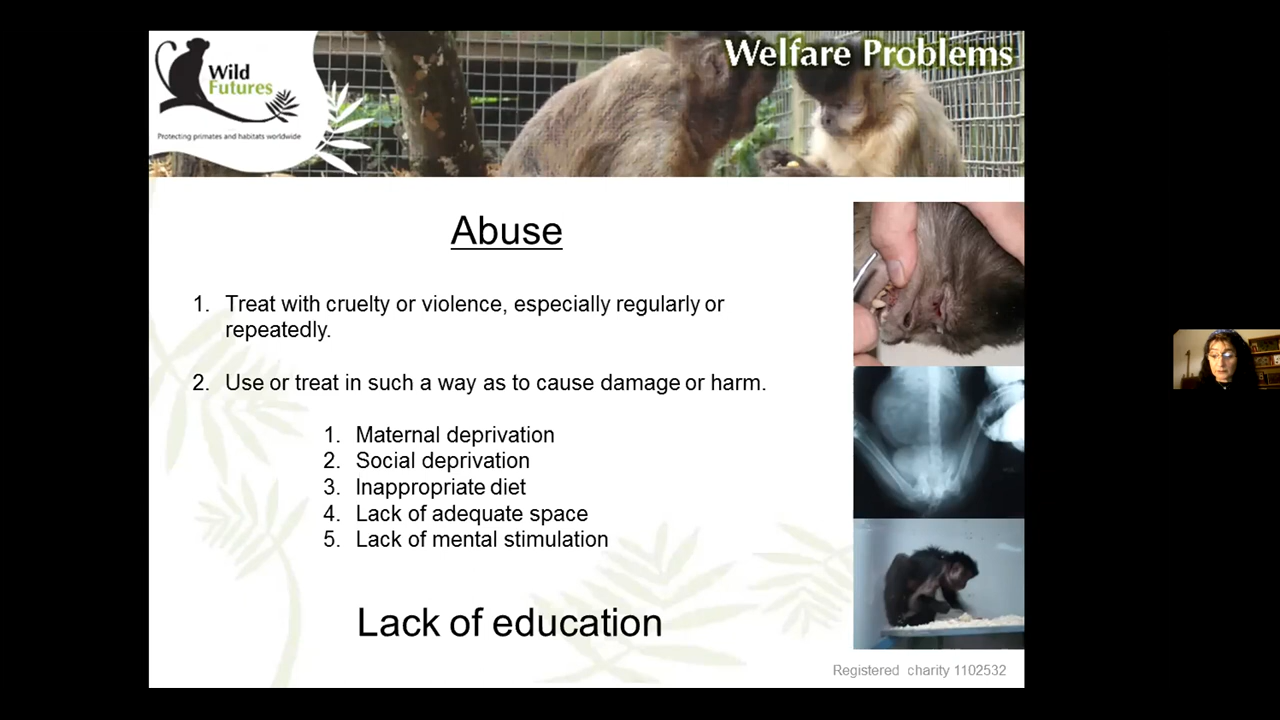 Welfare Problems
Wild
Futures
Protecting primates and habitats worldwide
Abuse
1. Treat with cruelty or violence, especially regularly or
repeatedly.
2. Use or treat in such a way as to cause damage or harm.
1. Maternal deprivation
2. Social deprivation
3. Inappropriate diet
4. Lack of adequate space
5. Lack of mental stimulation
Lack of education
Registered charity 1102532